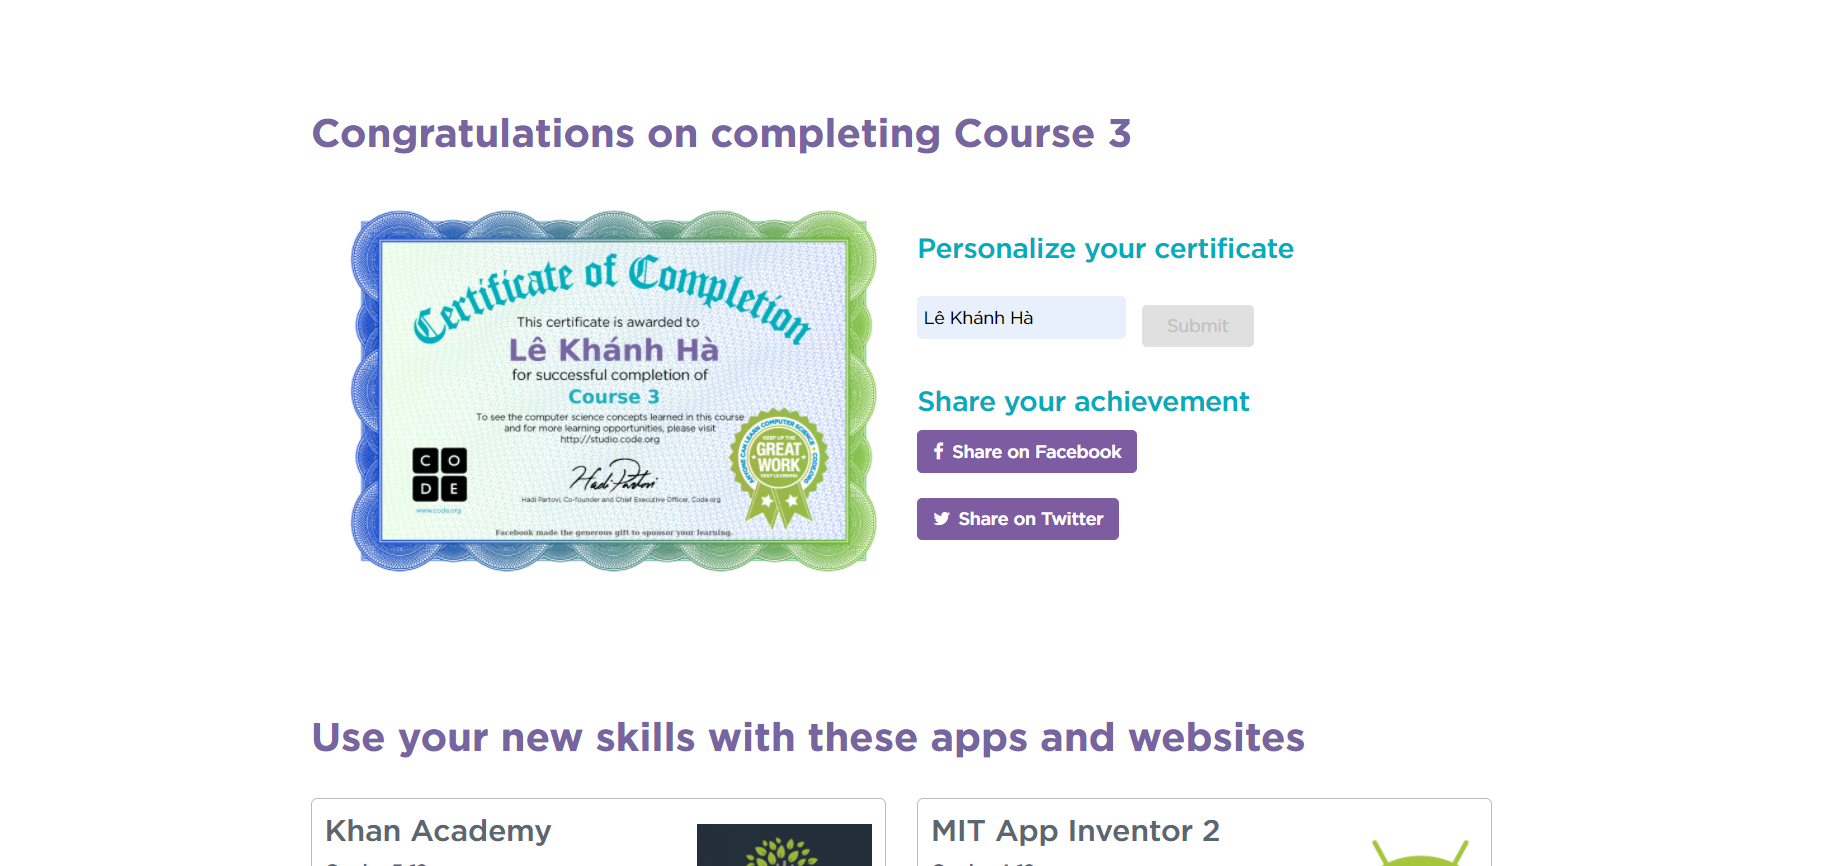 Congratulations on completing Course 3
Certificate of Completion
This certificate is awarded to
Lê Khánh Hà
for successful completion of
Course 3
To see the computer science concepts learned in this course
and for more learning opportunities, please visit
http://studio.code.org
C O
D E
www.code.org
Hadi Partovi, Co-founder and Chief Executive Officer, Code.org
ANYONE CAN LEARN COMPUTER SCIENCE • CODE.ORG
KEEP UP THE
GREAT
WORK
KEEP LEARNING
Facebook made the generous gift to sponsor your learning.
Personalize your certificate
Lê Khánh Hà
Submit
Share your achievement
Share on Facebook
Share on Twitter
Use your new skills with these apps and websites
Khan Academy
MIT App Inventor 2